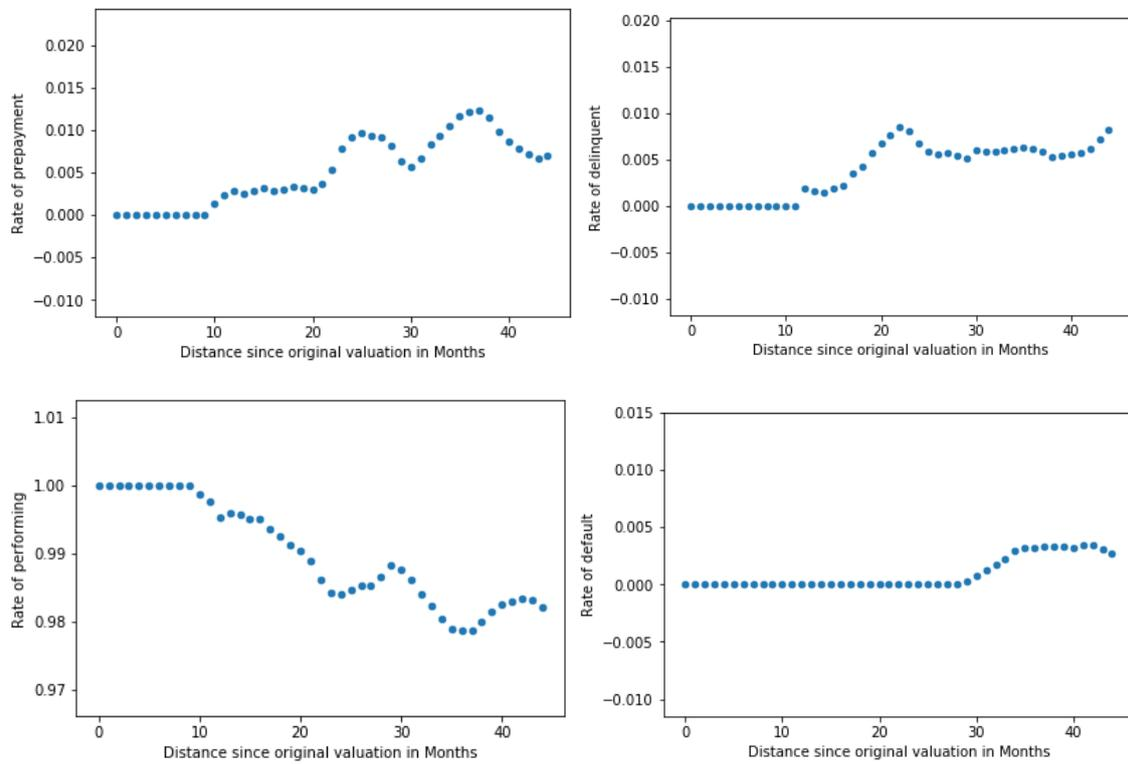 Rate of prepayment
0.020
0.015
0.010
0.005
0.000
−0.005
−0.010
0 10 20 30 40
Distance since original valuation in Months
Rate of delinquent
0.020
0.015
0.010
0.005
0.000
−0.005
−0.010
0 10 20 30 40
Distance since original valuation in Months
Rate of performing
1.01
1.00
0.99
0.98
0.97
0 10 20 30 40
Distance since original valuation in Months
Rate of default
0.015
0.010
0.005
0.000
−0.005
−0.010
0 10 20 30 40
Distance since original valuation in Months